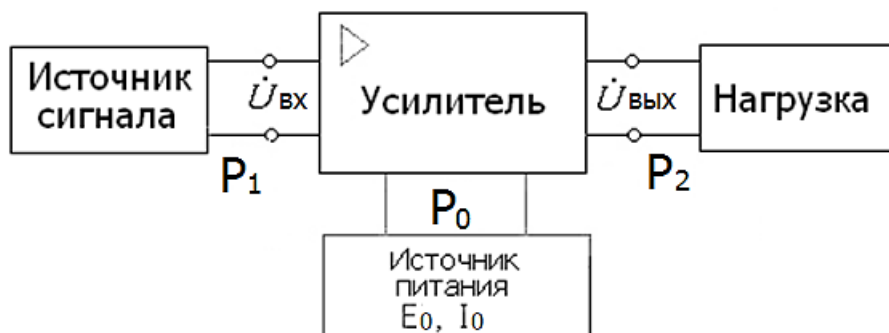 Источник
сигнала
U̇вх
Усилитель
U̇вых
Нагрузка
P₁
P₀
P₂
Источник
питания
E₀, I₀